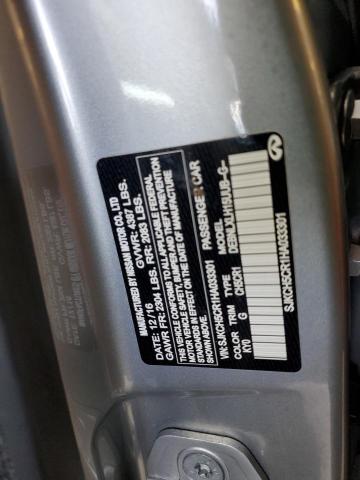 MANUFACTURED BY NISSAN MOTOR CO., LTD
DATE: 12/16 GVWR: 4387 LBS.
GAWR FR: 2304 LBS. RR: 2083 LBS.
THIS VEHICLE CONFORMS TO ALL APPLICABLE FEDERAL
MOTOR VEHICLE SAFETY, BUMPER, AND THEFT PREVENTION
STANDARDS IN EFFECT ON THE DATE OF MANUFACTURE
SHOWN ABOVE.
VIN: SJKCH5CR1HA033301 PASSENGER CAR
COLOR TRIM TYPE MODEL
KY0 G CH5CR1
SJKCH5CR1HA033301